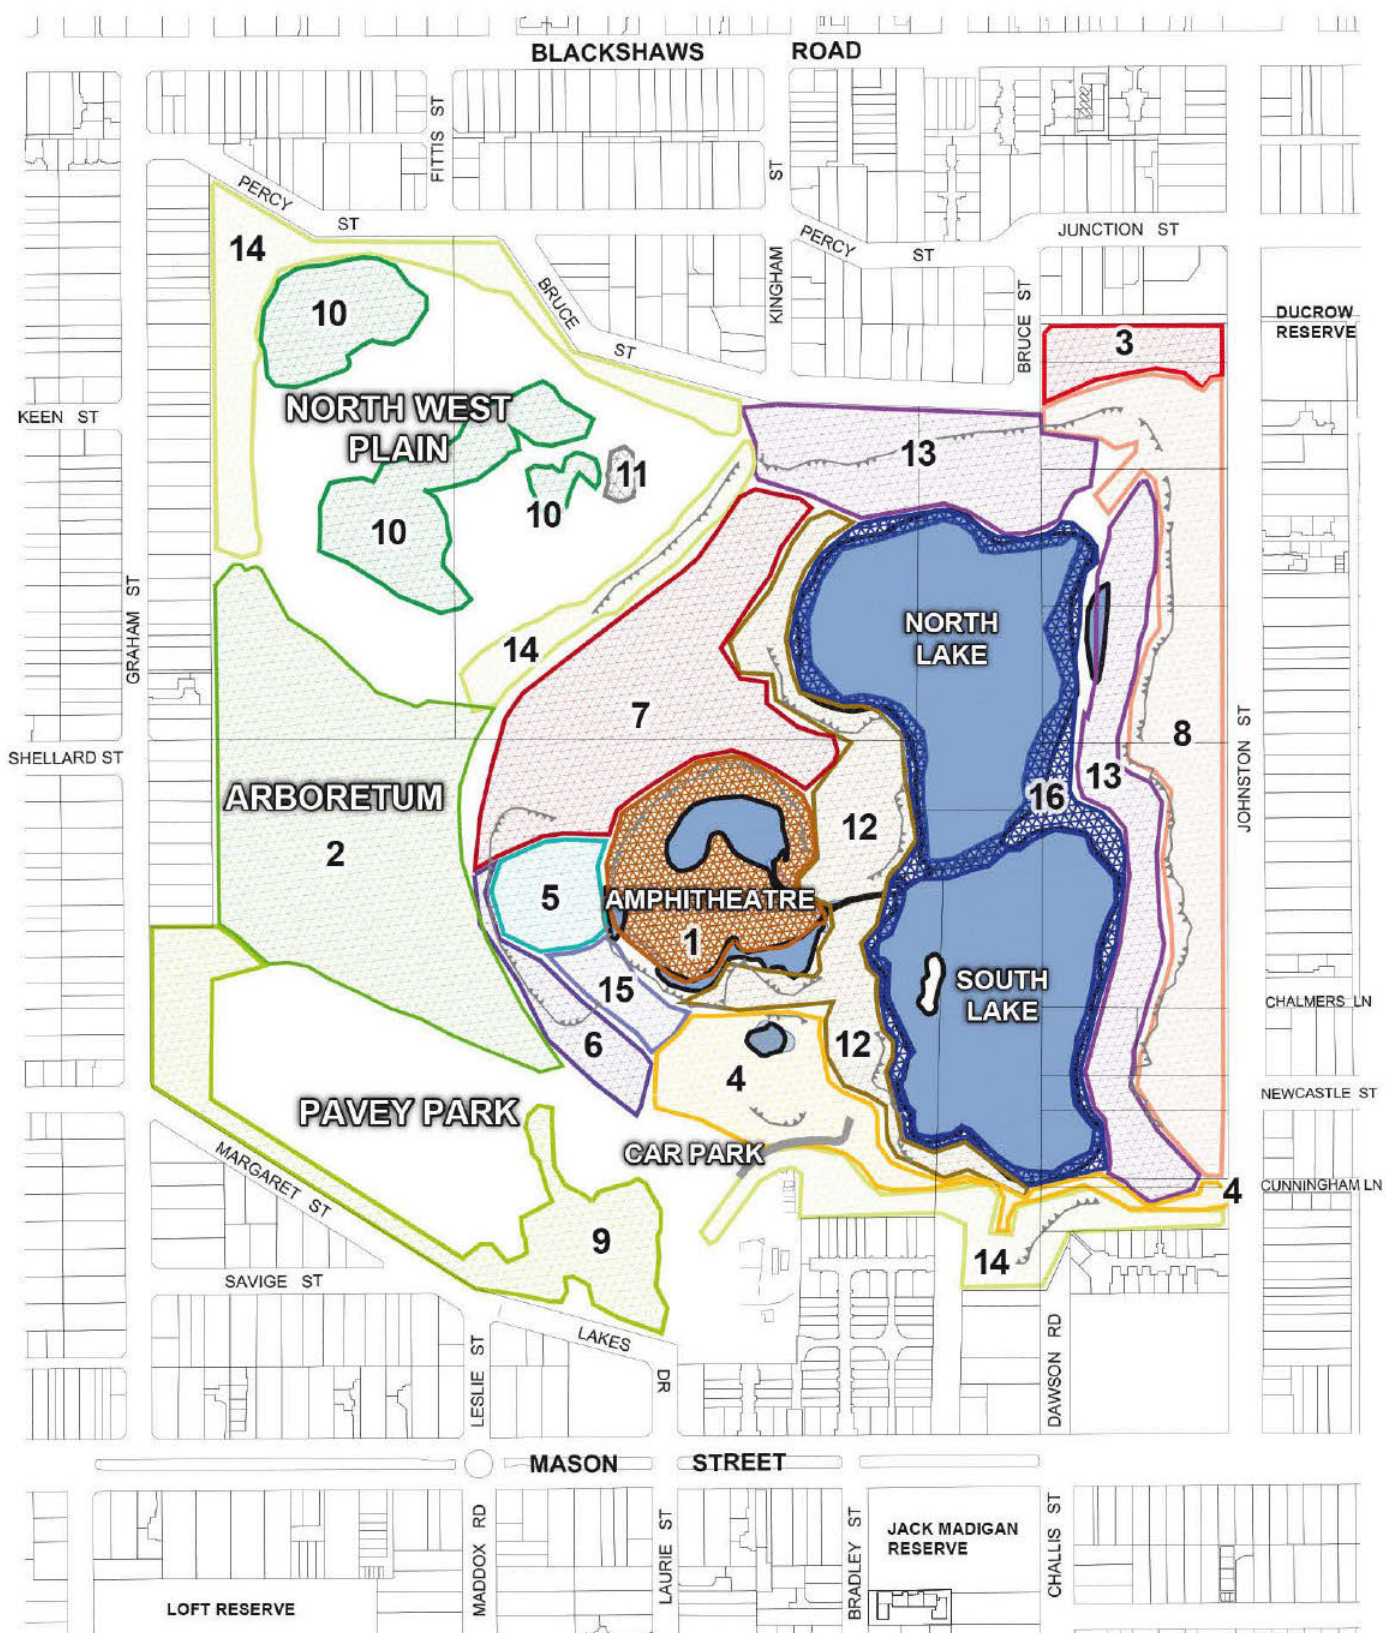 BLACKSHAWS ROAD
FITTIS ST
ST
PERCY
ST
14
10
BRUCE
ST
KINGHAM
PERCY
ST
JUNCTION ST
BRUCE ST
DUCROW
RESERVE
3
KEEN ST
NORTH WEST
PLAIN
10
10
11
13
GRAHAM ST
14
7
NORTH
LAKE
8
JOHNSTON ST
SHELLARD ST
ARBORETUM
2
13
16
12
5
AMPHITHEATRE
1
15
SOUTH
LAKE
CHALMERS LN
6
4
12
NEWCASTLE ST
PAVEY PARK
CAR PARK
MARGARET ST
4
CUNNINGHAM LN
9
14
SAVIGE ST
LESLIE ST
LAKES
DR
DAWSON RD
MASON STREET
MADDOX RD
LAURIE ST
BRADLEY ST
JACK MADIGAN
RESERVE
CHALLIS ST
LOFT RESERVE